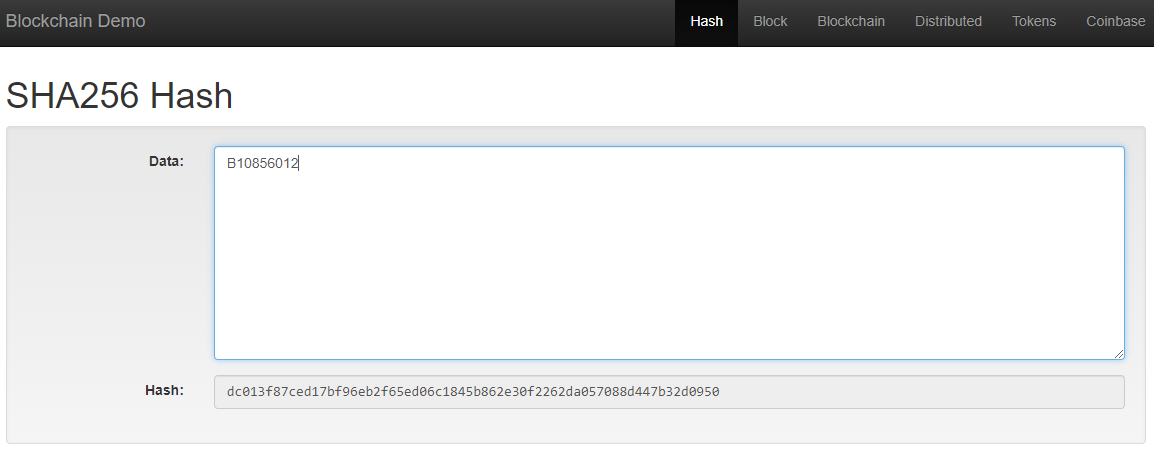 Blockchain Demo Hash Block Blockchain Distributed Tokens Coinbase
SHA256 Hash
Data: B10856012
Hash: dc013f87ced17bf96eb2f65ed06c1845b862e30f2262da057088d447b32d0950